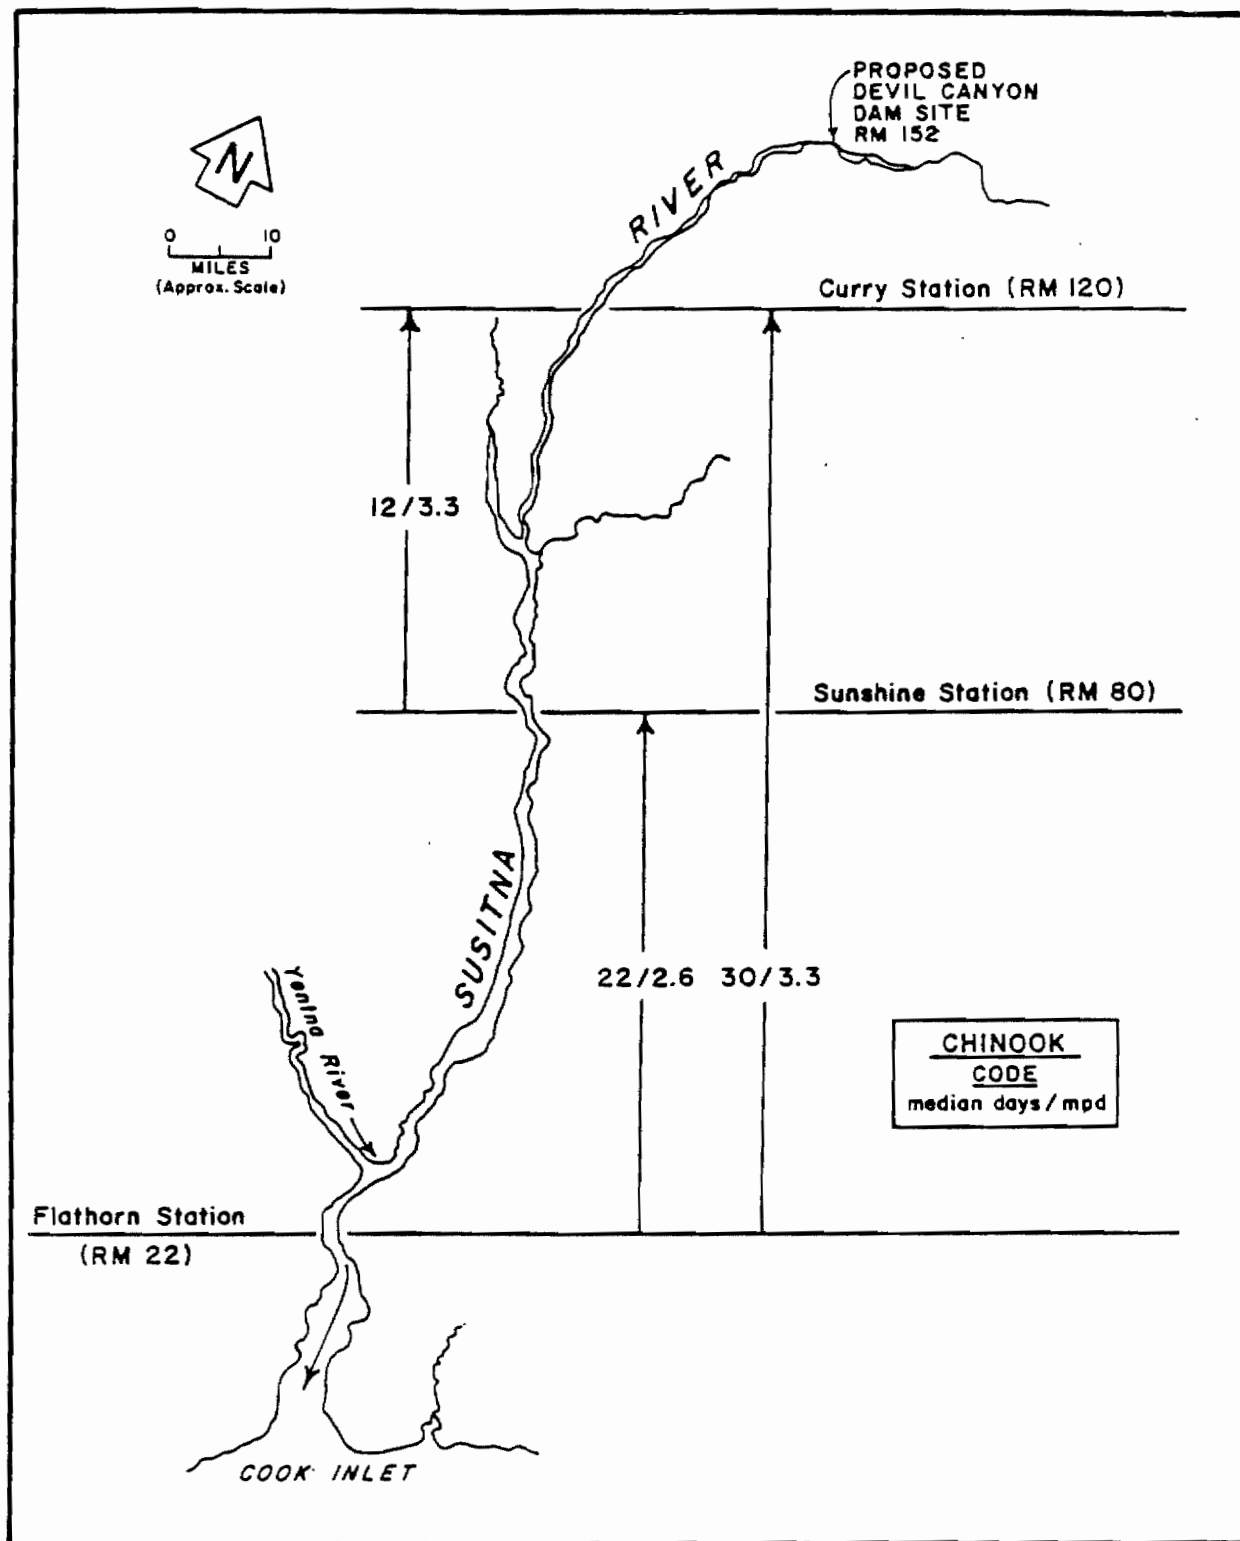 PROPOSED
DEVIL CANYON
DAM SITE
RM 152
N
RIVER
0 10
MILES
(Approx. Scale)
Curry Station (RM 120)
12/3.3
Sunshine Station (RM 80)
SUSITNA
22/2.6 30/3.3
Yentna River
CHINOOK
CODE
median days/mpd
Flathorn Station
(RM 22)
COOK INLET